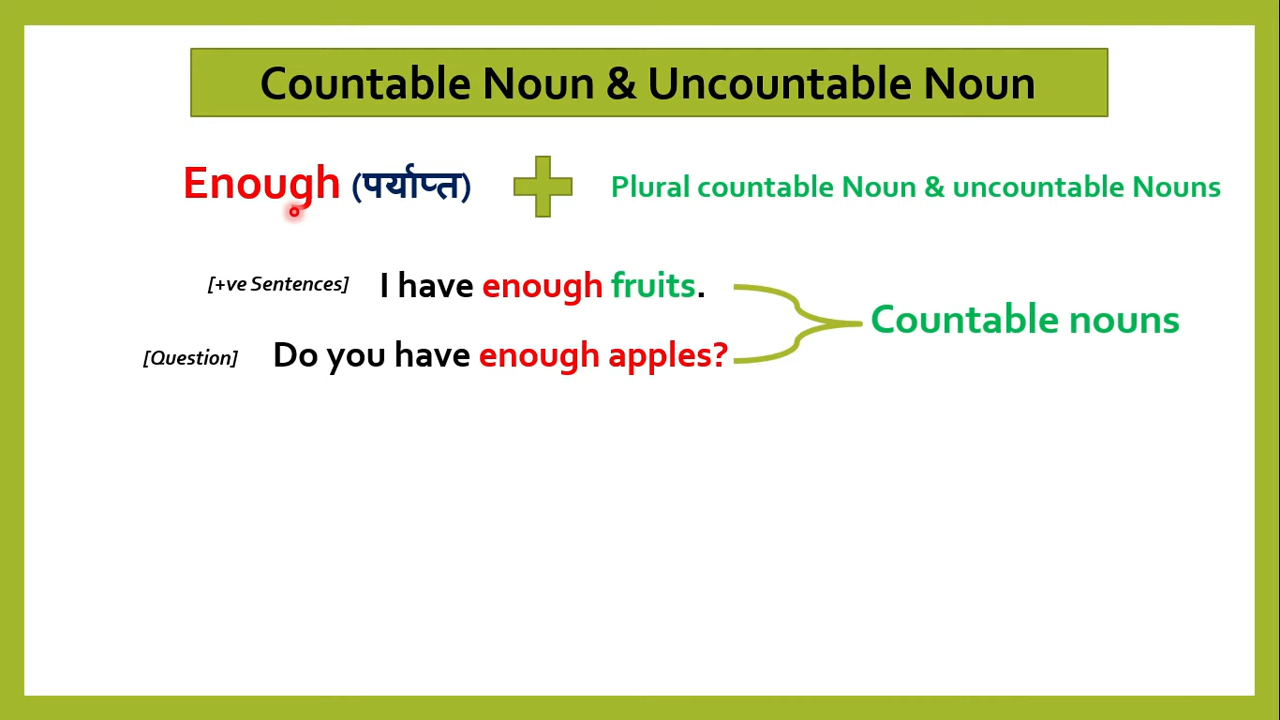 Countable Noun & Uncountable Noun
Enough (पर्याप्त) Plural countable Noun & uncountable Nouns
[+ve Sentences] I have enough fruits.
Countable nouns
[Question] Do you have enough apples?